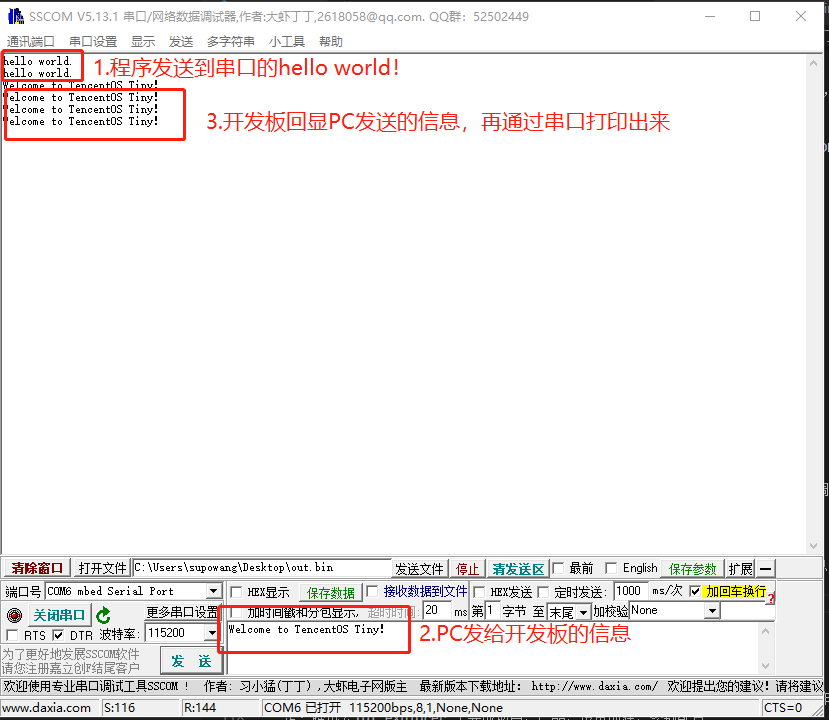 SSCOM V5.13.1 串口/网络数据调试器,作者:大虾丁丁,2618058@qq.com. QQ群: 52502449
通讯端口 串口设置 显示 发送 多字符串 小工具 帮助
hello world.
hello world.
1.程序发送到串口的hello world!
Welcome to TencentOS Tiny!
Welcome to TencentOS Tiny!
Welcome to TencentOS Tiny!
Welcome to TencentOS Tiny!
3.开发板回显PC发送的信息，再通过串口打印出来
清除窗口 打开文件 C:\Users\supowang\Desktop\out.bin 发送文件 停止 清发送区 最前 English 保存参数 扩展 —
端口号 COM6 mbed Serial Port HEX显示 保存数据 接收数据到文件 HEX发送 定时发送: 1000 ms/次 加回车换行
关闭串口 更多串口设置 加时间戳和分包显示, 超时时间: 20 ms 第 1 字节 至 末尾 加校验 None
RTS DTR 波特率: 115200 Welcome to TencentOS Tiny!
2.PC发给开发板的信息
为了更好地发展SSCOM软件
请您注册嘉立创F结尾客户
发 送
欢迎使用专业串口调试工具SSCOM ! 作者: 习小猛(丁丁),大虾电子网版主 最新版本下载地址: http://www.daxia.com/ 欢迎提出您的建议!请将建议
www.daxia.com S:116 R:144 COM6 已打开 115200bps,8,1,None,None CTS=0